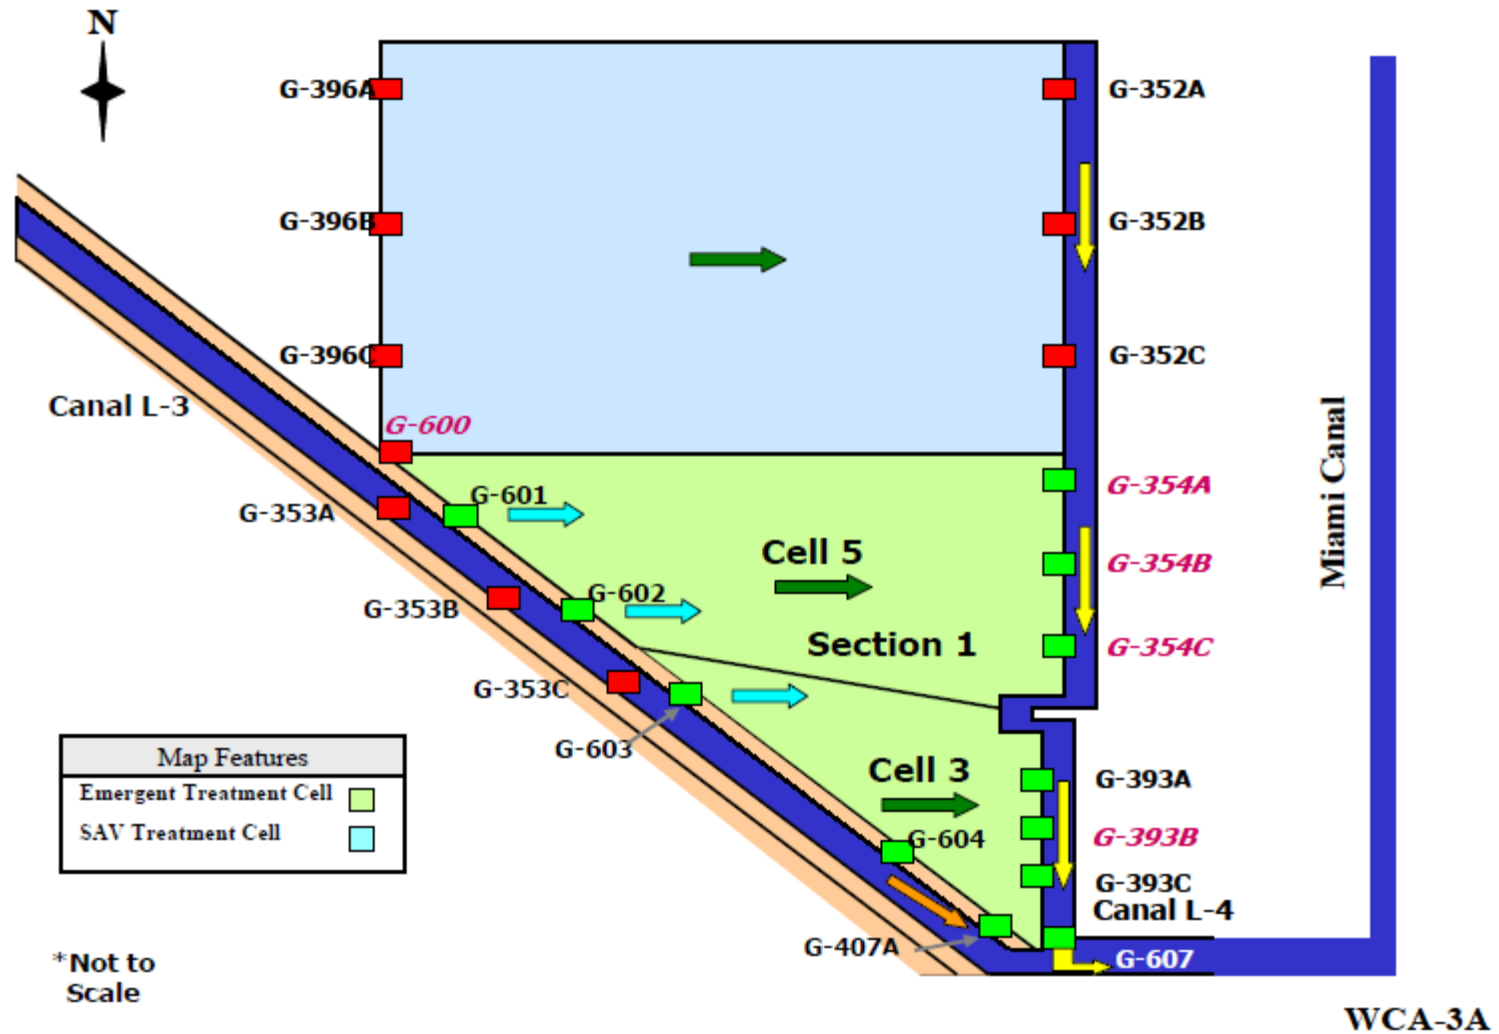 N
G-396A
G-352A
G-396B
G-352B
G-396C
G-352C
Canal L-3
G-600
G-601
G-354A
G-353A
Cell 5
G-354B
G-602
G-353B
Section 1
G-354C
G-353C
G-603
Miami Canal
Map Features
Emergent Treatment Cell
SAV Treatment Cell
Cell 3
G-393A
G-604
G-393B
G-393C
Canal L-4
G-407A
G-607
*Not to
Scale
WCA-3A